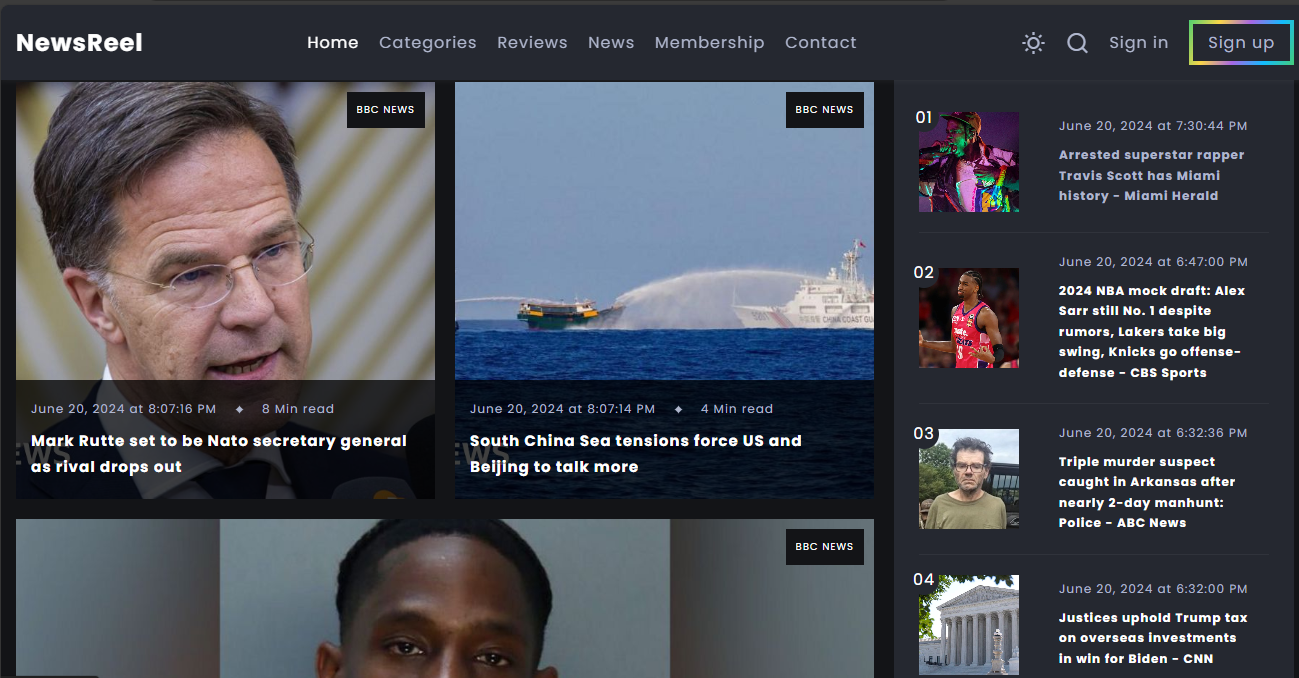 NewsReel
Home Categories Reviews News Membership Contact
Sign in
Sign up
BBC NEWS
June 20, 2024 at 8:07:16 PM ◆ 8 Min read
Mark Rutte set to be Nato secretary general
as rival drops out
BBC NEWS
CHINA COAST GU
June 20, 2024 at 8:07:14 PM ◆ 4 Min read
South China Sea tensions force US and
Beijing to talk more
BBC NEWS
01
June 20, 2024 at 7:30:44 PM
Arrested superstar rapper
Travis Scott has Miami
history - Miami Herald
02
June 20, 2024 at 6:47:00 PM
2024 NBA mock draft: Alex
Sarr still No. 1 despite
rumors, Lakers take big
swing, Knicks go offense-
defense - CBS Sports
03
June 20, 2024 at 6:32:36 PM
Triple murder suspect
caught in Arkansas after
nearly 2-day manhunt:
Police - ABC News
04
June 20, 2024 at 6:32:00 PM
Justices uphold Trump tax
on overseas investments
in win for Biden - CNN